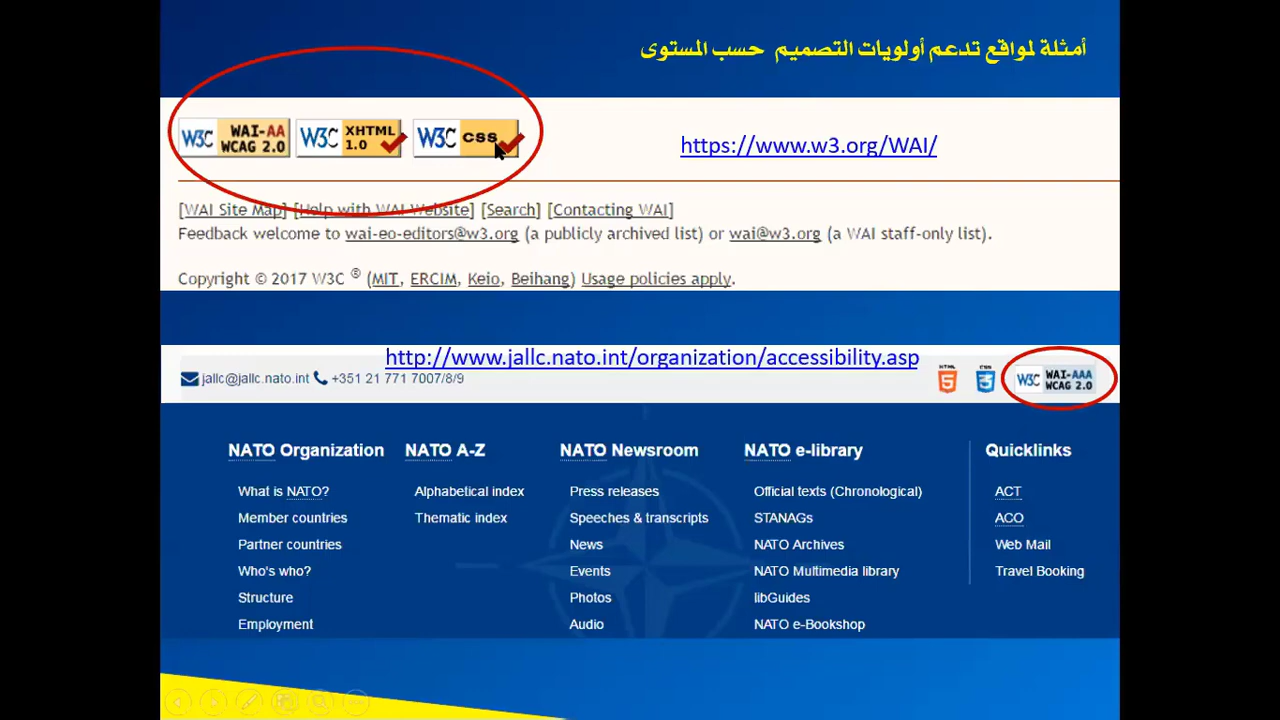 أمثلة لمواقع تدعم أولويات التصميم حسب المستوى
W3C WAI-AA WCAG 2.0 W3C XHTML 1.0 W3C CSS
https://www.w3.org/WAI/
[WAI Site Map] [Help with WAI Website] [Search] [Contacting WAI]
Feedback welcome to wai-eo-editors@w3.org (a publicly archived list) or wai@w3.org (a WAI staff-only list).
Copyright © 2017 W3C ® (MIT, ERCIM, Keio, Beihang) Usage policies apply.
http://www.jallc.nato.int/organization/accessibility.asp
jallc@jallc.nato.int +351 21 771 7007/8/9 HTML 5 CSS 3 W3C WAI-AAA WCAG 2.0
NATO Organization NATO A-Z NATO Newsroom NATO e-library Quicklinks
What is NATO? Alphabetical index Press releases Official texts (Chronological) ACT
Member countries Thematic index Speeches & transcripts STANAGs ACO
Partner countries News NATO Archives Web Mail
Who's who? Events NATO Multimedia library Travel Booking
Structure Photos libGuides
Employment Audio NATO e-Bookshop